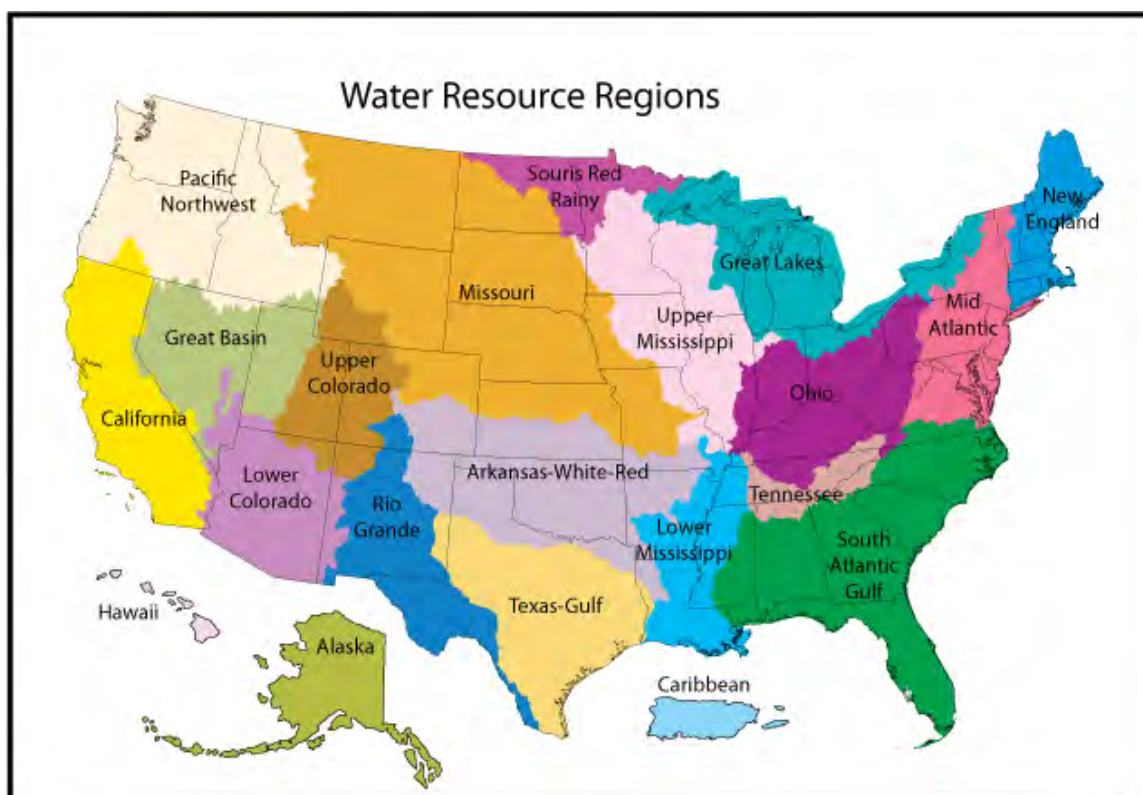 Water Resource Regions
Pacific
Northwest
Souris Red
Rainy
New
England
Great Lakes
Missouri
Mid
Atlantic
Great Basin
Upper
Mississippi
Upper
Colorado
Ohio
California
Lower
Colorado
Arkansas-White-Red
Tennessee
Rio
Grande
Lower
Mississippi
South
Atlantic
Gulf
Texas-Gulf
Hawaii
Alaska
Caribbean